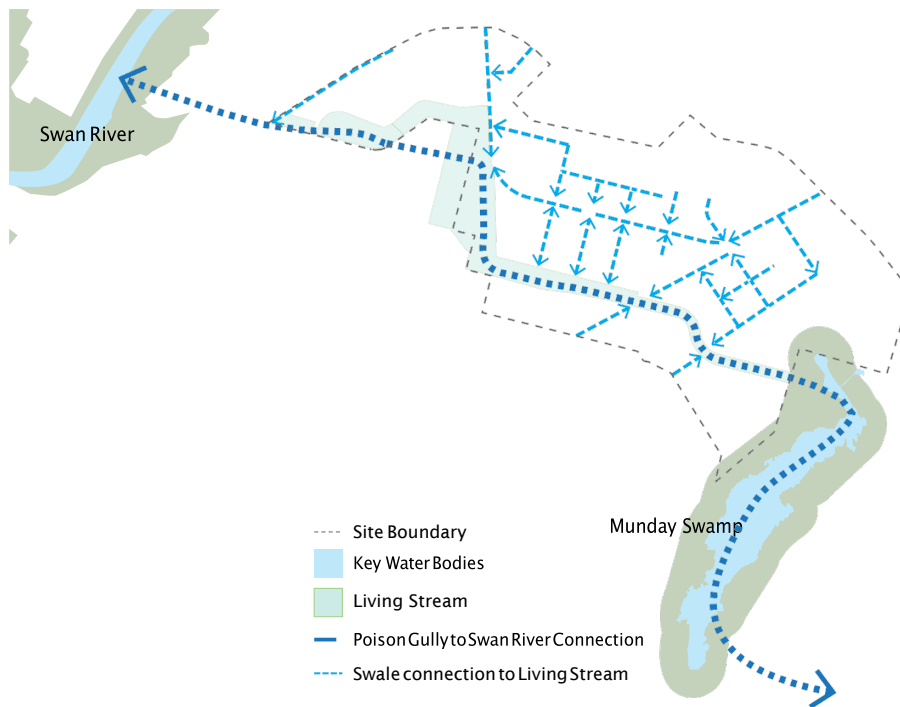 Swan River
Munday Swamp
Site Boundary
Key Water Bodies
Living Stream
Poison Gully to Swan River Connection
Swale connection to Living Stream